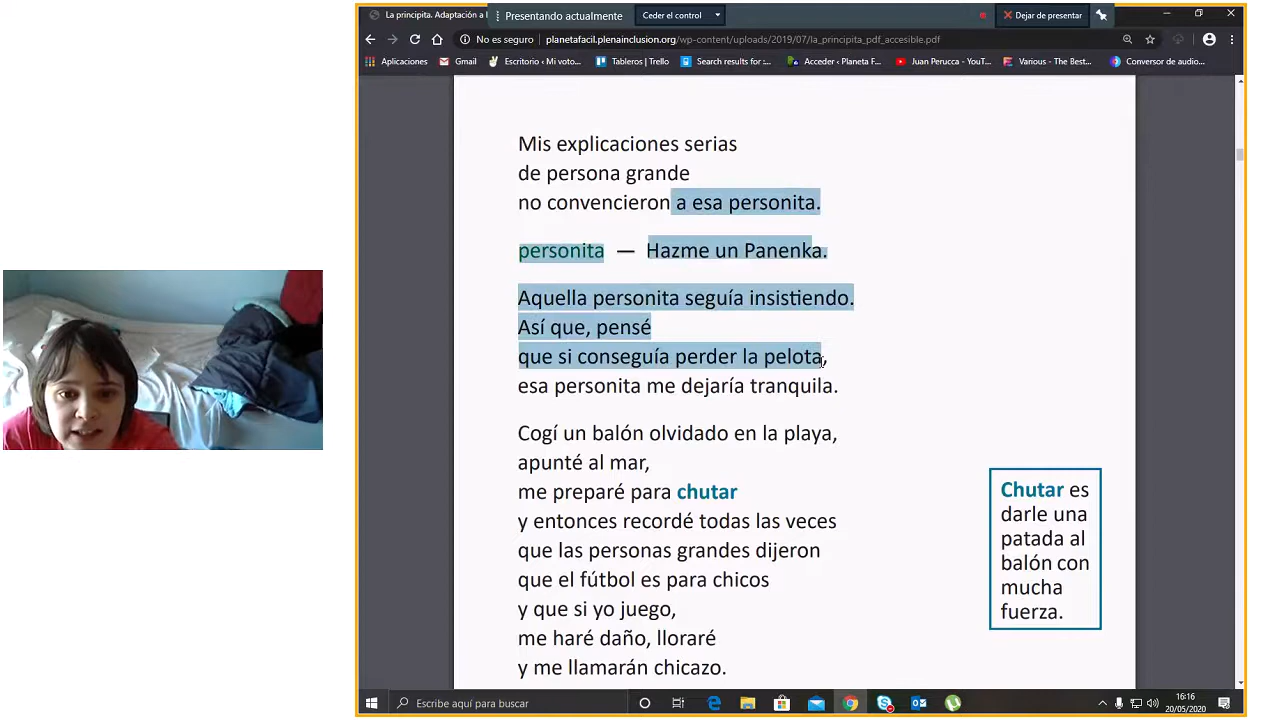 La principita. Adaptación a l
Presentando actualmente
Ceder el control
Dejar de presentar
No es seguro
planetafacil.plenainclusion.org/wp-content/uploads/2019/07/la_principita_pdf_accesible.pdf
Aplicaciones
Gmail
Escritorio ‹ Mi voto...
Tableros | Trello
Search results for :...
Acceder ‹ Planeta F...
Juan Perucca - YouT...
Various - The Best...
Conversor de audio...
Mis explicaciones serias
de persona grande
no convencieron a esa personita.
personita — Hazme un Panenka.
Aquella personita seguía insistiendo.
Así que, pensé
que si conseguía perder la pelota,
esa personita me dejaría tranquila.
Cogí un balón olvidado en la playa,
apunté al mar,
me preparé para chutar
y entonces recordé todas las veces
que las personas grandes dijeron
que el fútbol es para chicos
y que si yo juego,
me haré daño, lloraré
y me llamarán chicazo.
Chutar es
darle una
patada al
balón con
mucha
fuerza.
Escribe aquí para buscar
16:16
20/05/2020